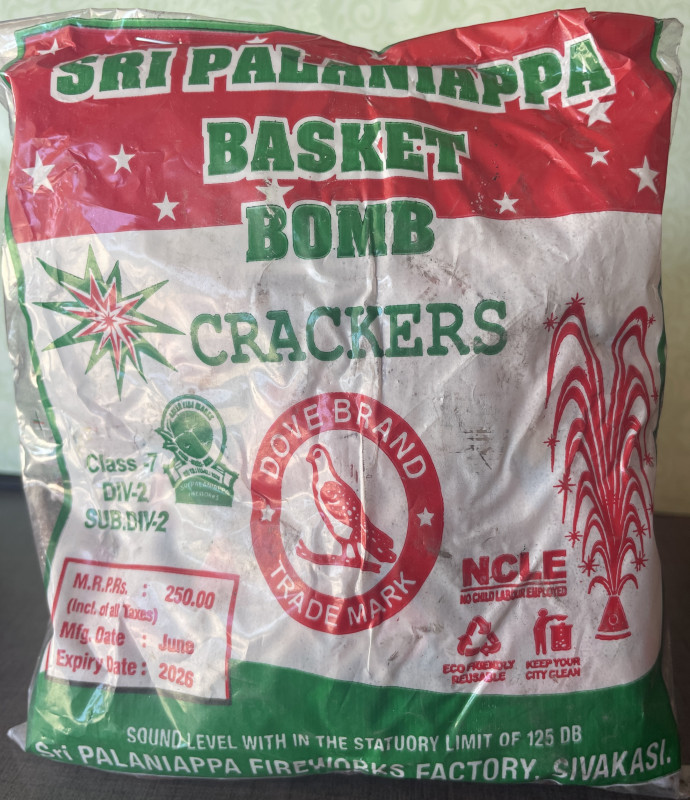 SRI PALANIAPPA
BASKET
BOMB
CRACKERS
Class -7
DIV-2
SUB.DIV-2
DOVE BRAND
TRADE MARK
M.R.P.Rs. : 250.00
(Incl. of all Taxes)
Mfg. Date : June
Expiry Date : 2026
NCLE
NO CHILD LABOUR EMPLOYED
ECO FRIENDLY
REUSABLE
KEEP YOUR
CITY CLEAN
SOUND LEVEL WITH IN THE STATUORY LIMIT OF 125 DB
Sri PALANIAPPA FIREWORKS FACTORY, SIVAKASI.